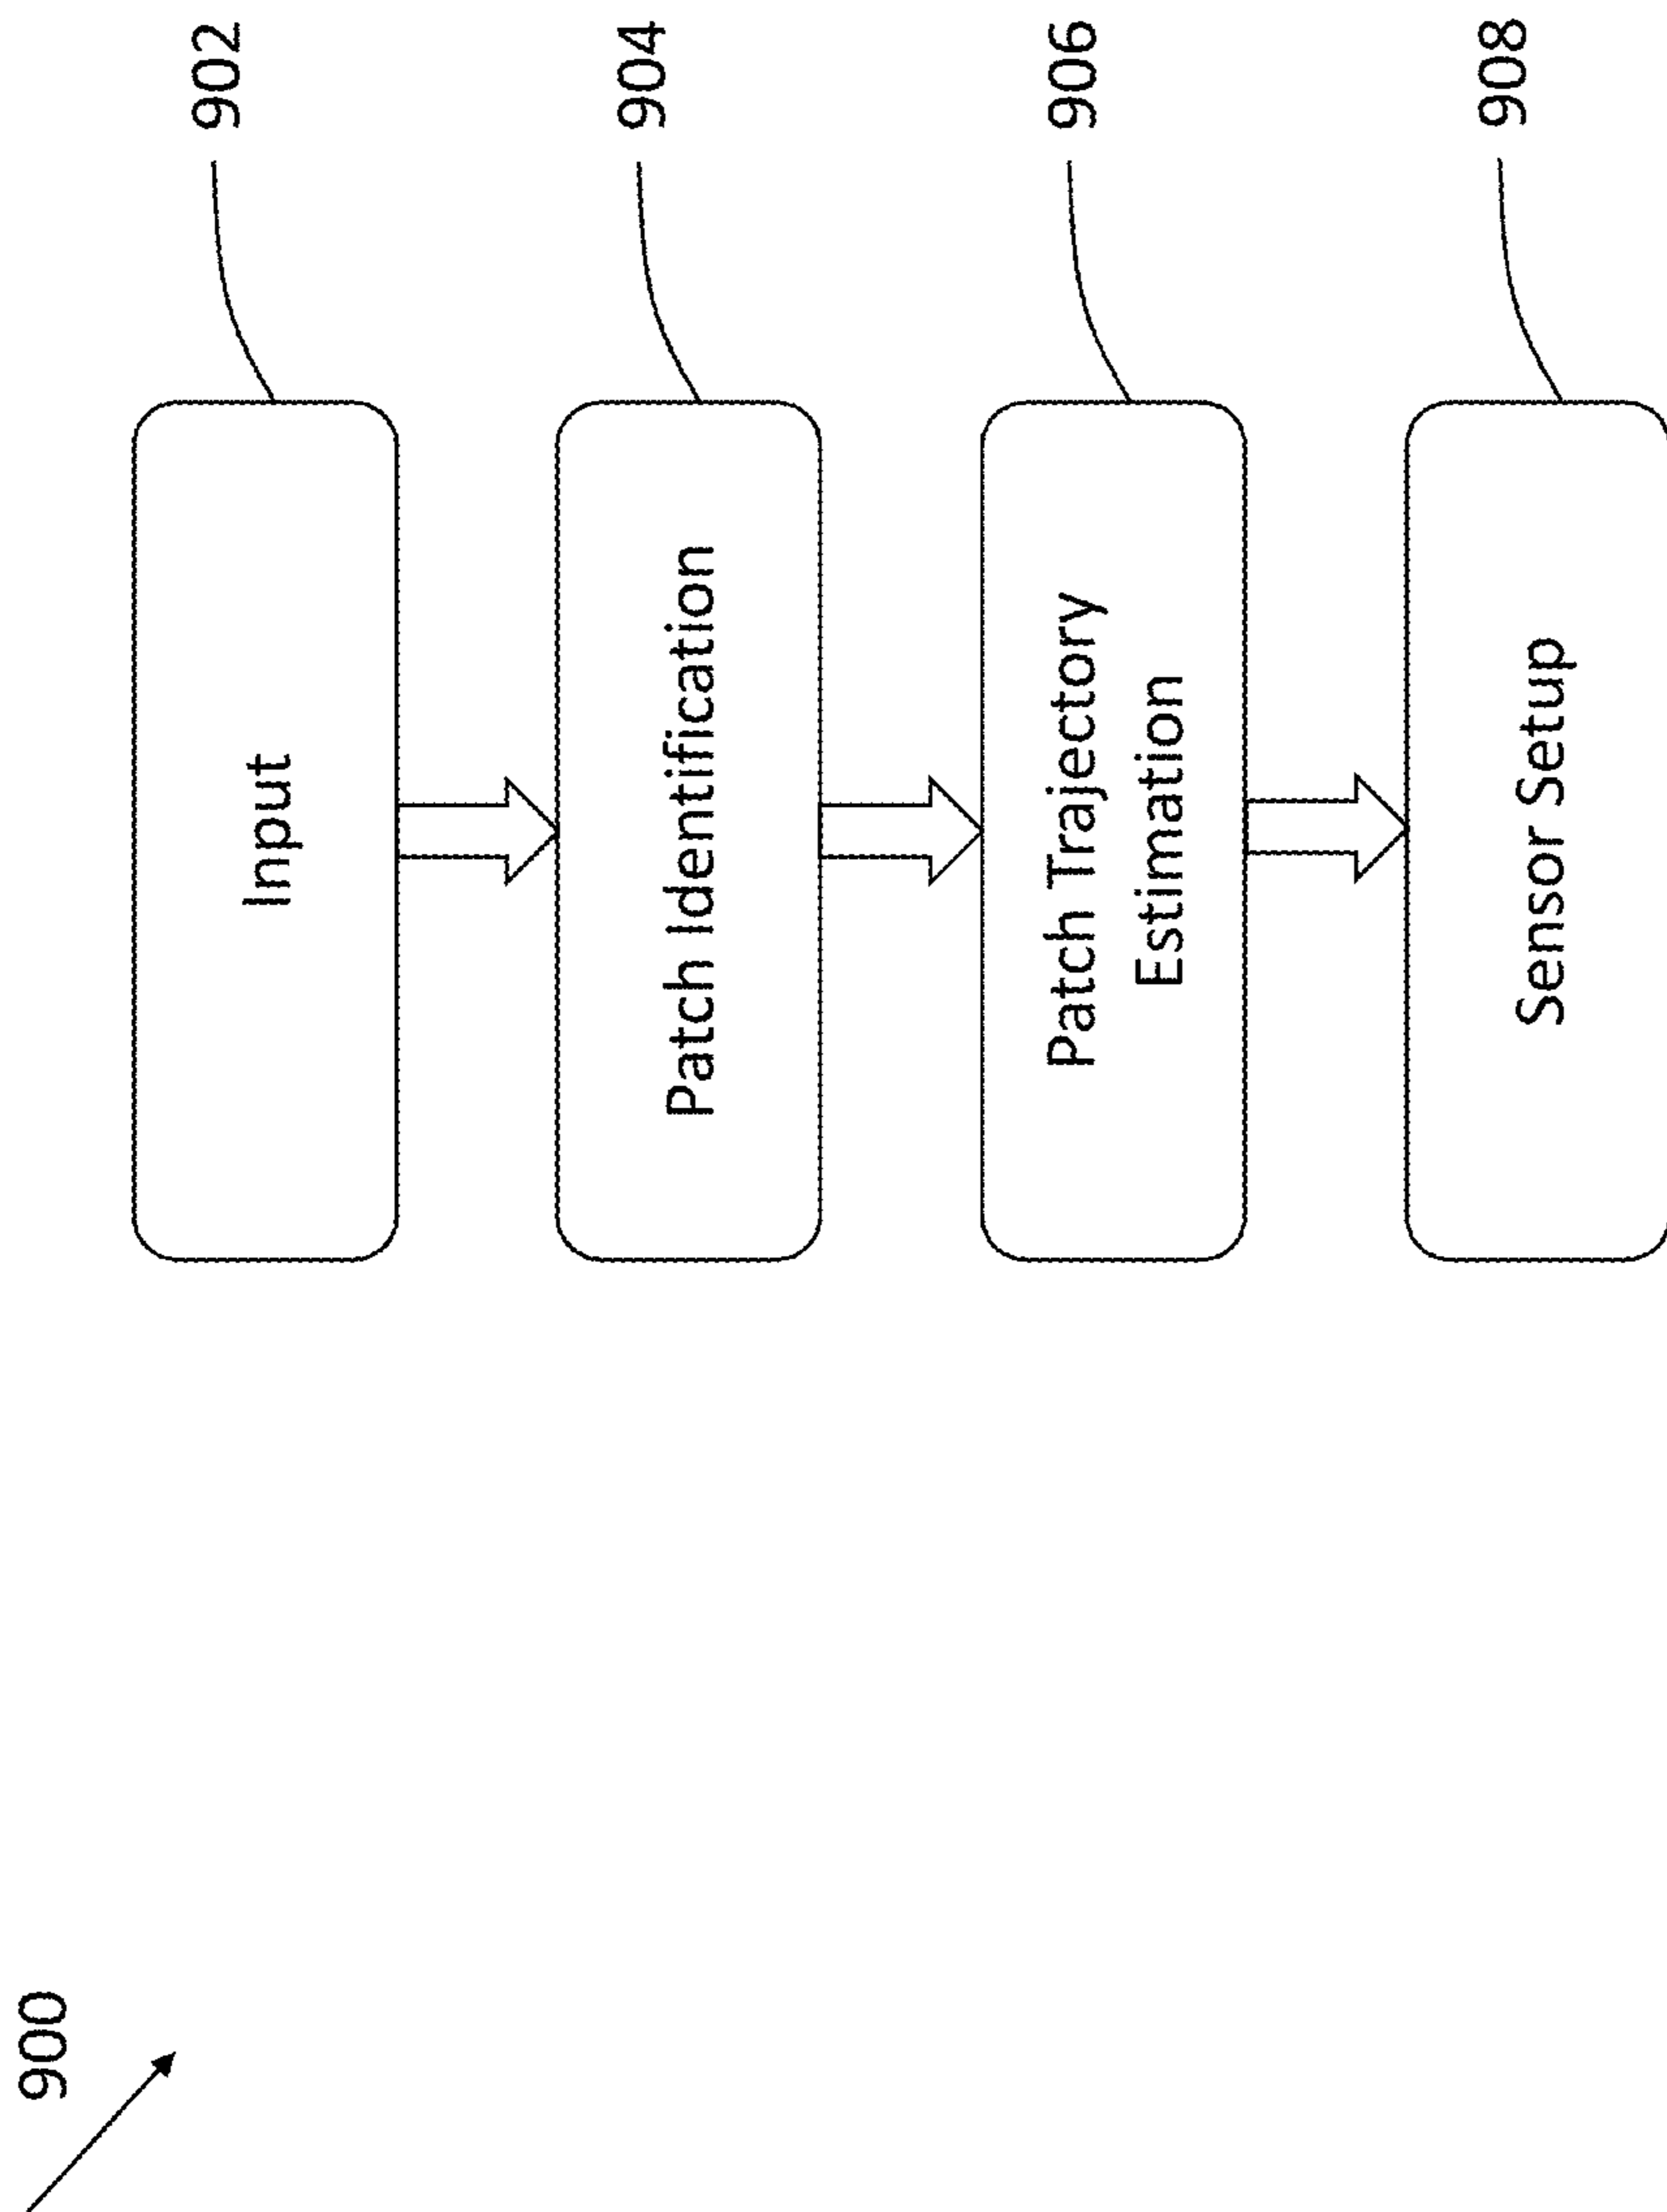 900
902
Input
904
Patch Identification
906
Patch Trajectory
Estimation
908
Sensor Setup